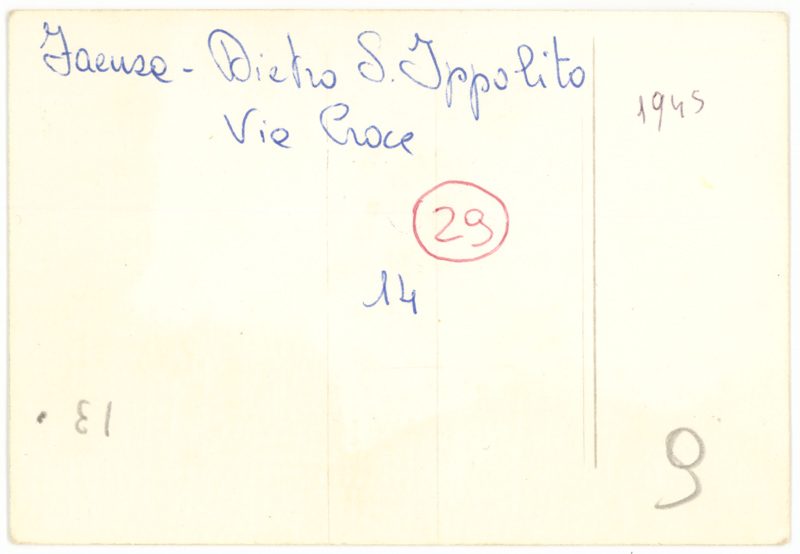 Faenza - Dietro S. Ippolito
Via Croce
1945
29
14
13
9